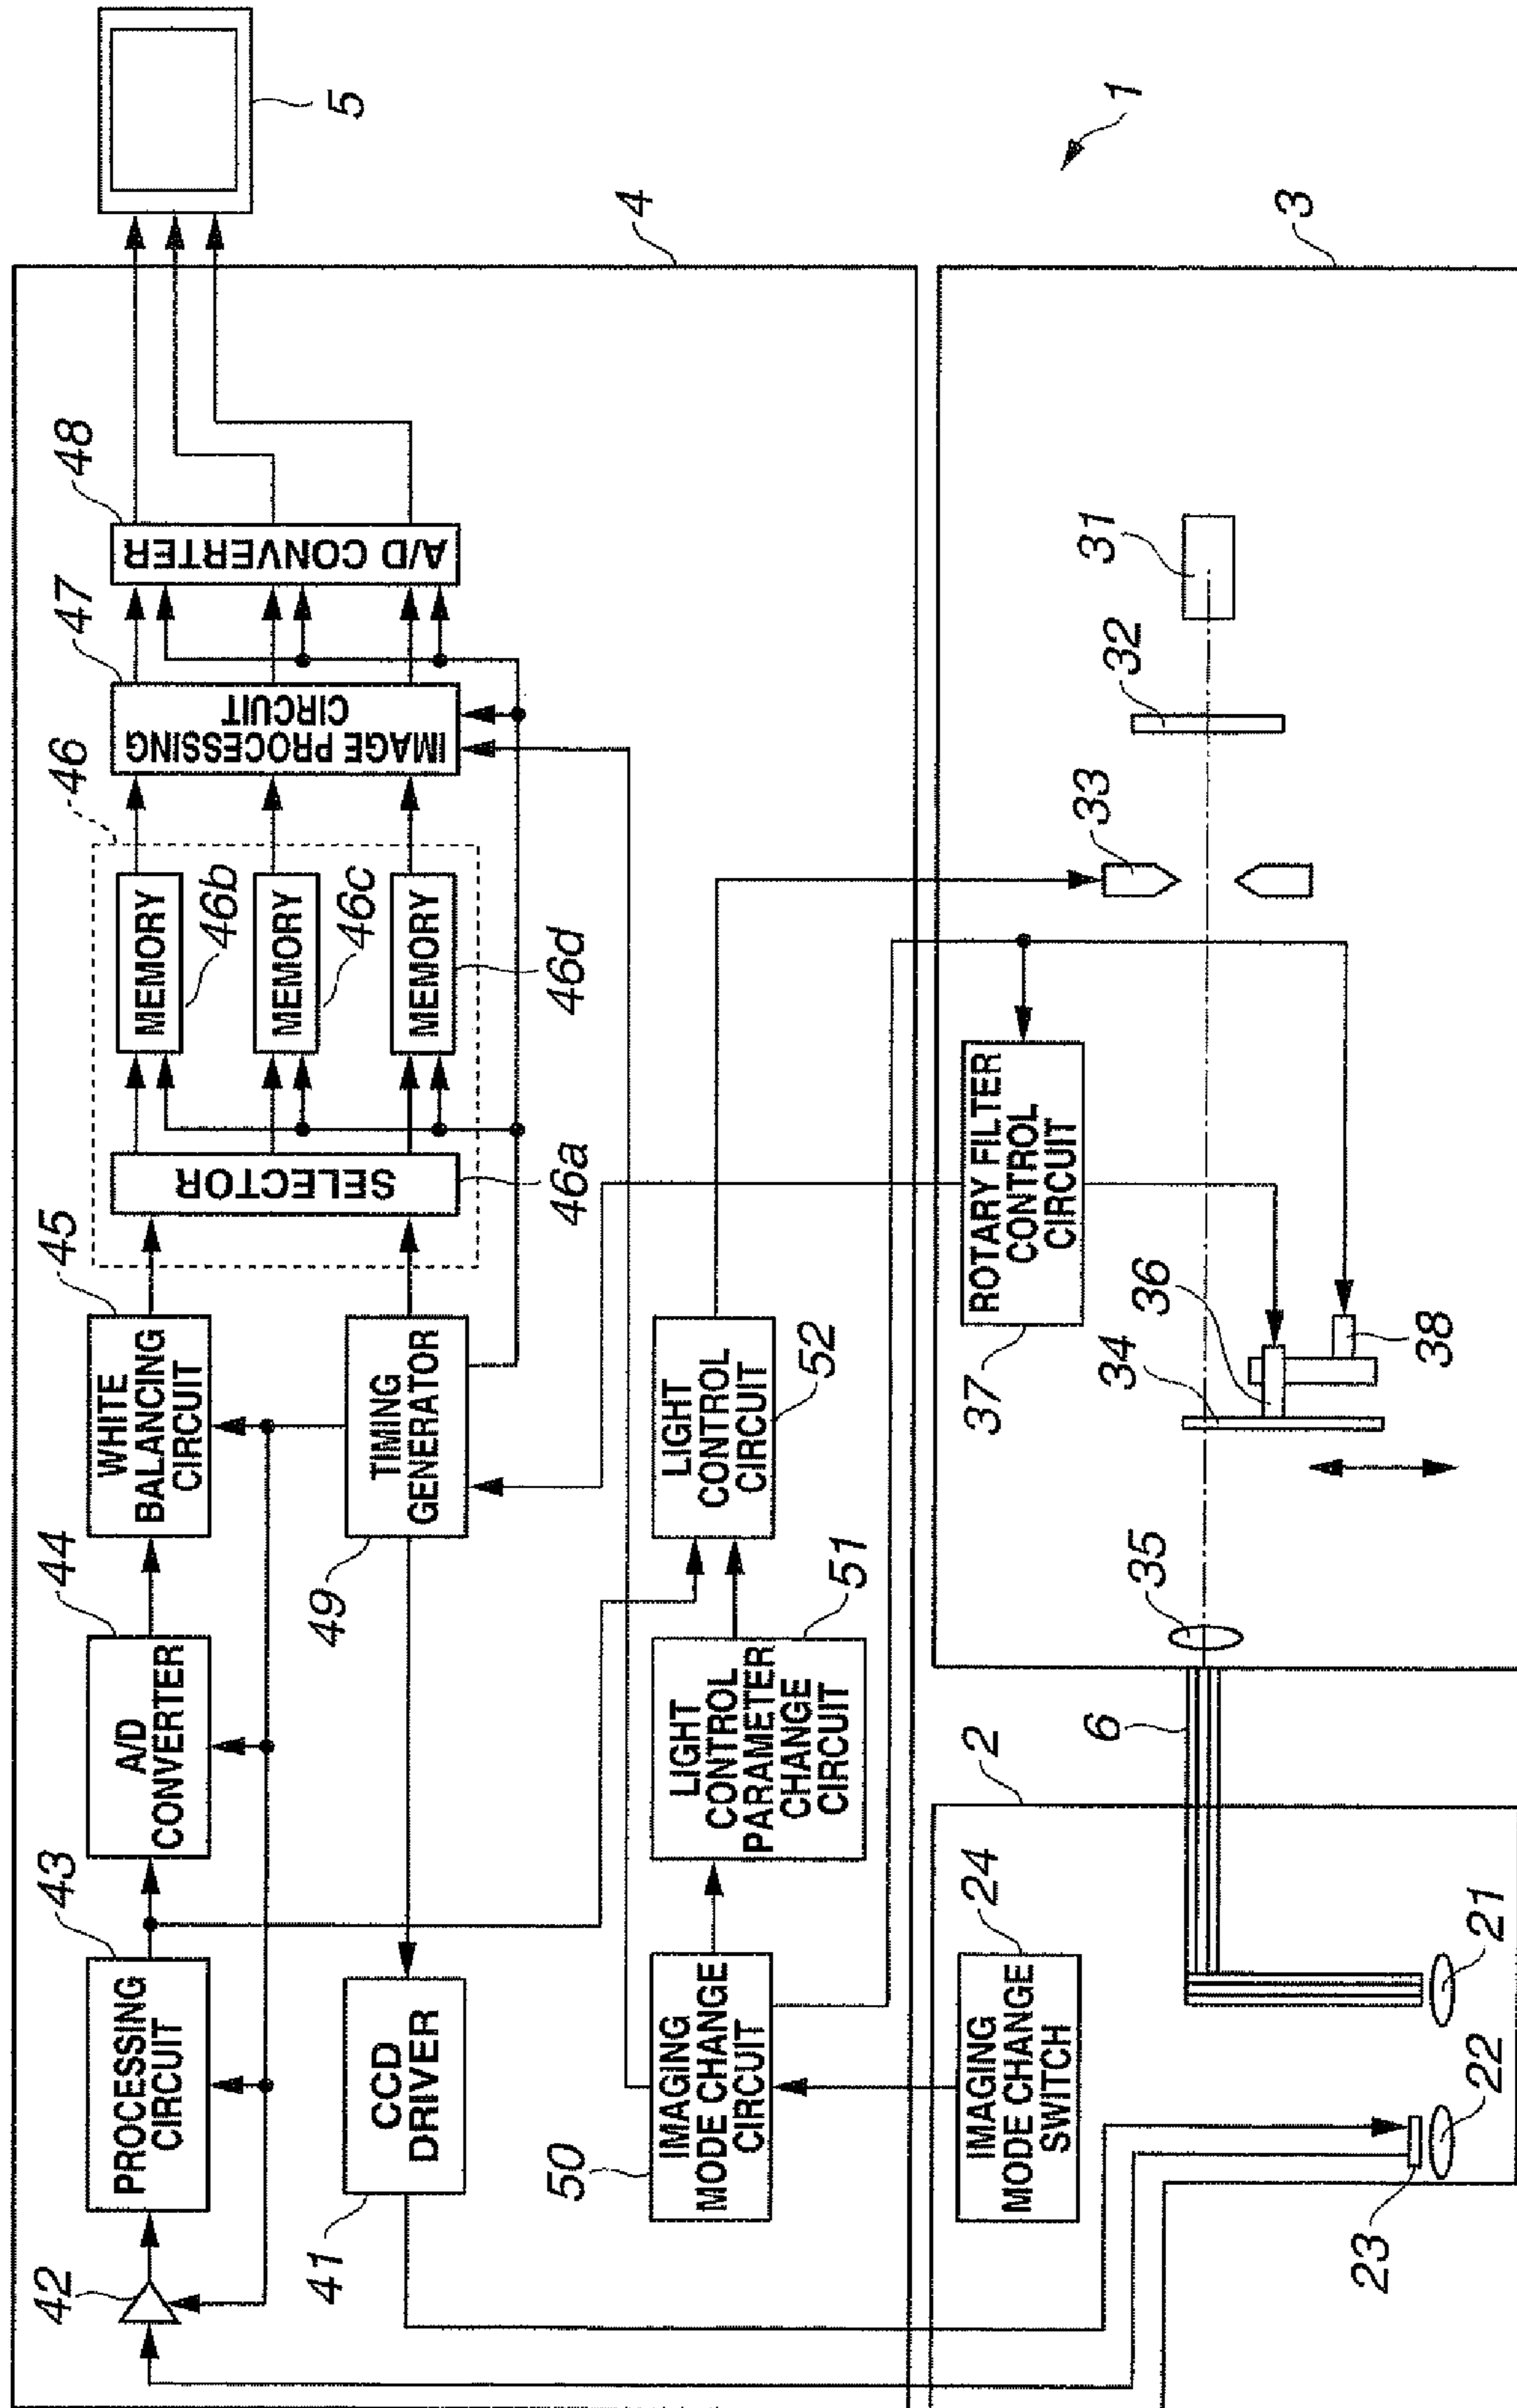 5
4
42
PROCESSING
CIRCUIT
43
A/D
CONVERTER
44
WHITE
BALANCING
CIRCUIT
45
SELECTOR
46a
46
MEMORY
46b
MEMORY
46c
MEMORY
46d
IMAGE PROCESSING
CIRCUIT
47
A/D CONVERTER
48
CCD
DRIVER
41
TIMING
GENERATOR
49
IMAGING
MODE CHANGE
CIRCUIT
50
LIGHT
CONTROL
PARAMETER
CHANGE
CIRCUIT
51
LIGHT
CONTROL
CIRCUIT
52
1
2
IMAGING
MODE CHANGE
SWITCH
24
23
22
21
6
3
35
34
36
38
ROTARY FILTER
CONTROL
CIRCUIT
37
33
32
31